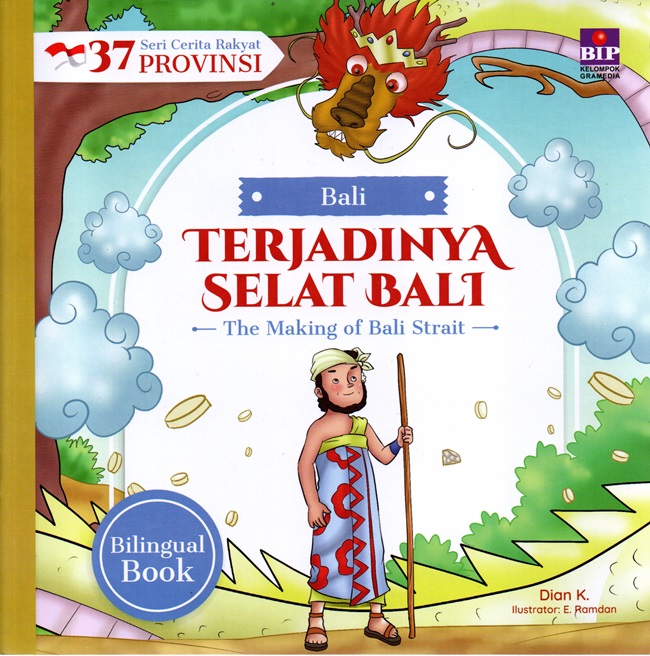 37 Seri Cerita Rakyat
PROVINSI
BIP
KELOMPOK
GRAMEDIA
Bali
TERJADINYA
SELAT BALI
The Making of Bali Strait
Bilingual
Book
Dian K.
Ilustrator: E. Ramdan